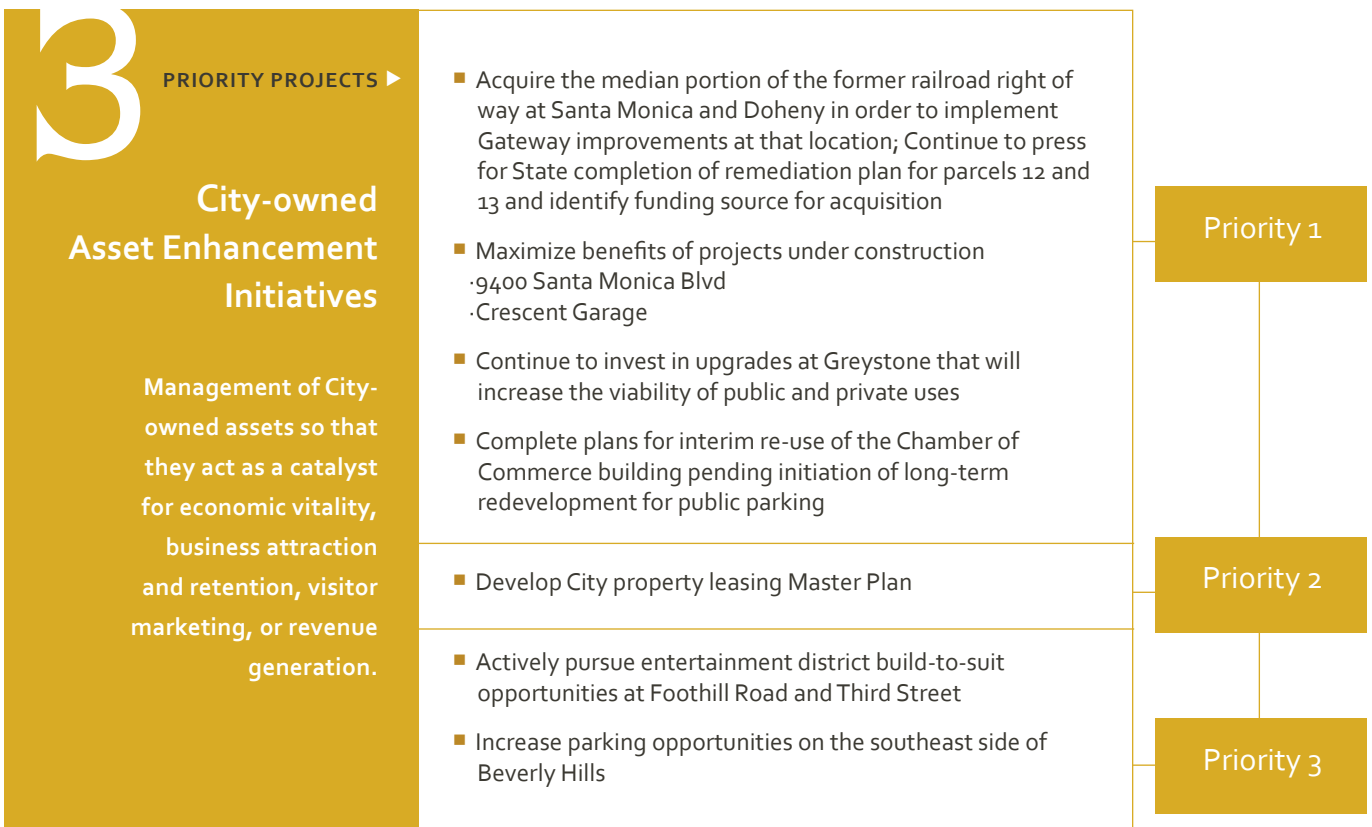 3
PRIORITY PROJECTS ▶
City-owned
Asset Enhancement
Initiatives
Management of City-
owned assets so that
they act as a catalyst
for economic vitality,
business attraction
and retention, visitor
marketing, or revenue
generation.
■ Acquire the median portion of the former railroad right of
way at Santa Monica and Doheny in order to implement
Gateway improvements at that location; Continue to press
for State completion of remediation plan for parcels 12 and
13 and identify funding source for acquisition
■ Maximize benefits of projects under construction
·9400 Santa Monica Blvd
·Crescent Garage
■ Continue to invest in upgrades at Greystone that will
increase the viability of public and private uses
■ Complete plans for interim re-use of the Chamber of
Commerce building pending initiation of long-term
redevelopment for public parking
Priority 1
■ Develop City property leasing Master Plan
Priority 2
■ Actively pursue entertainment district build-to-suit
opportunities at Foothill Road and Third Street
■ Increase parking opportunities on the southeast side of
Beverly Hills
Priority 3